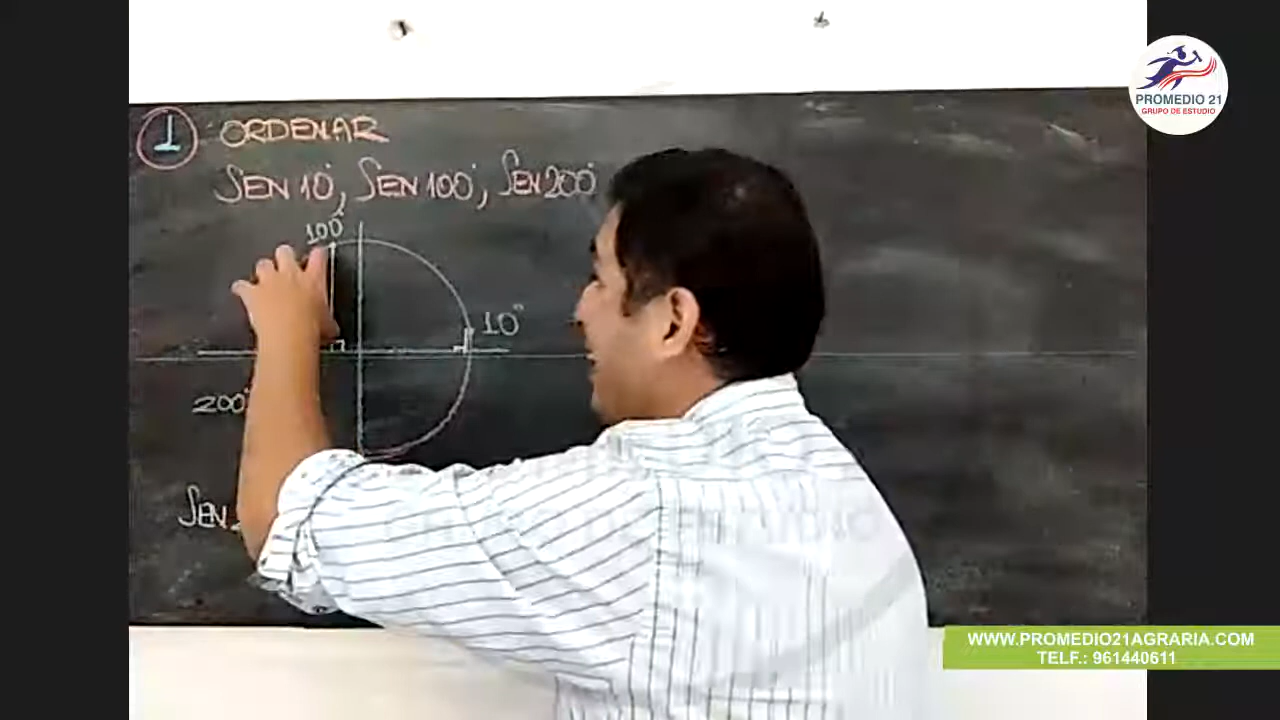 PROMEDIO 21
GRUPO DE ESTUDIO
1 ORDENAR
SEN 10°, SEN 100°, SEN 200°
100°
10°
200°
SEN
WWW.PROMEDIO21AGRARIA.COM
TELF.: 961440611